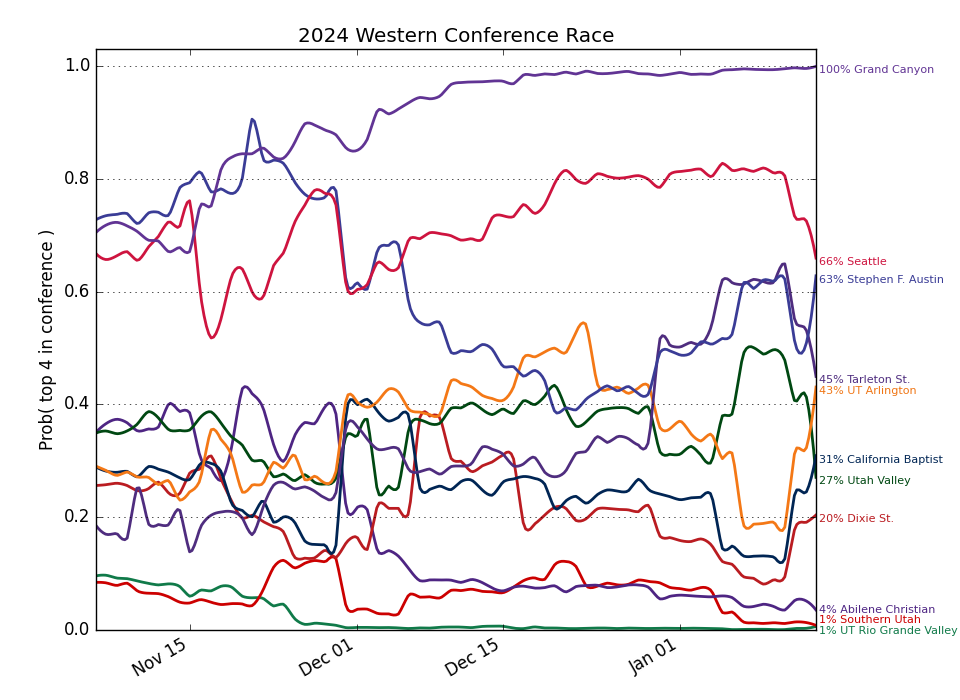 2024 Western Conference Race
Prob( top 4 in conference )
1.0
0.8
0.6
0.4
0.2
0.0
Nov 15
Dec 01
Dec 15
Jan 01
100% Grand Canyon
66% Seattle
63% Stephen F. Austin
45% Tarleton St.
43% UT Arlington
31% California Baptist
27% Utah Valley
20% Dixie St.
4% Abilene Christian
1% Southern Utah
1% UT Rio Grande Valley